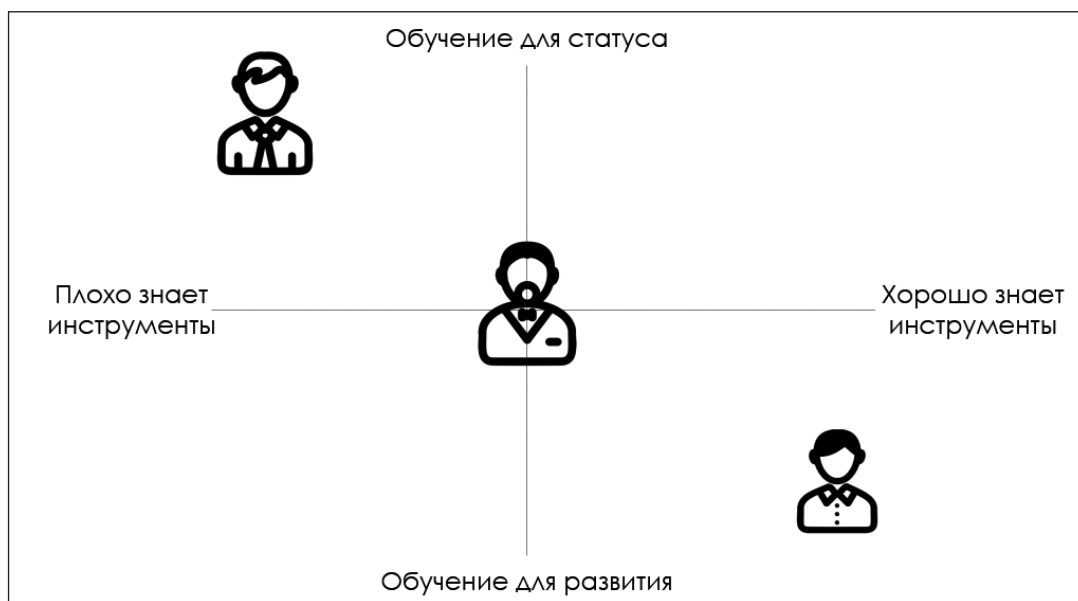 Обучение для статуса
Плохо знает
инструменты
Хорошо знает
инструменты
Обучение для развития